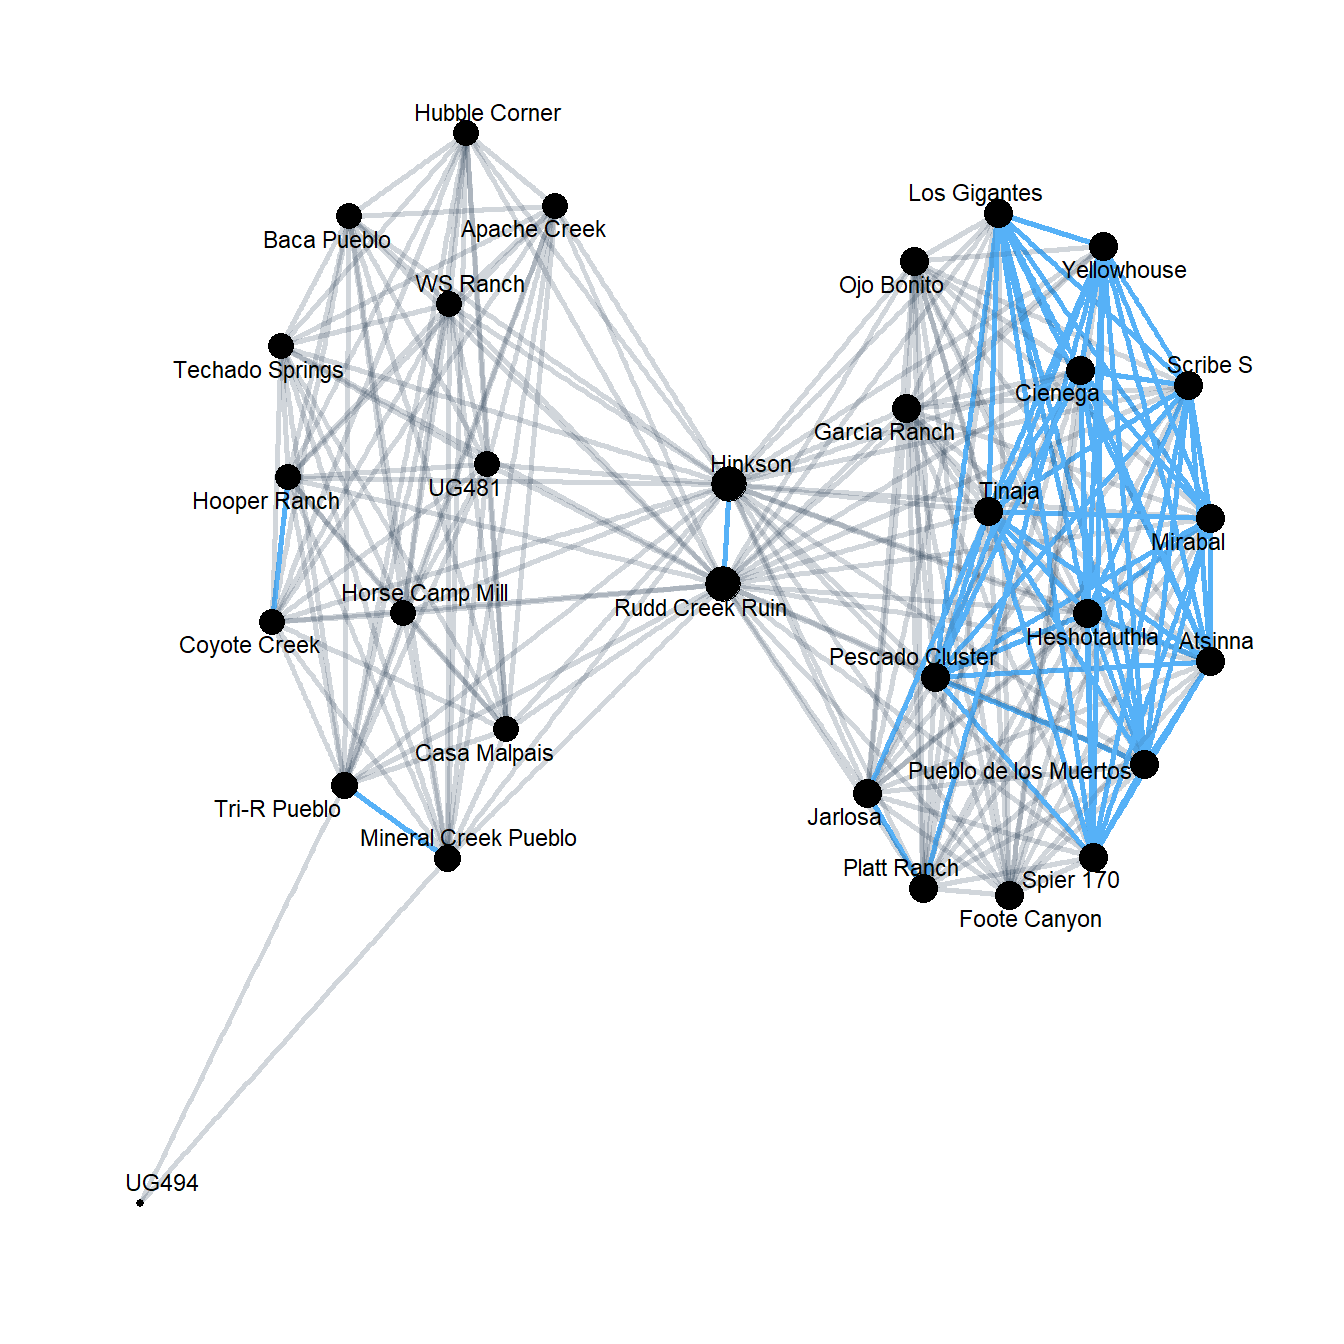 Hubble Corner
Los Gigantes
Apache Creek
Baca Pueblo
Yellowhouse
WS Ranch
Ojo Bonito
Scribe S
Techado Springs
Cienega
Garcia Ranch
Hinkson
UG481
Tinaja
Hooper Ranch
Mirabal
Horse Camp Mill
Rudd Creek Ruin
Heshotauthla
Atsinna
Coyote Creek
Pescado Cluster
Casa Malpais
Pueblo de los Muertos
Tri-R Pueblo
Jarlosa
Mineral Creek Pueblo
Platt Ranch
Spier 170
Foote Canyon
UG494